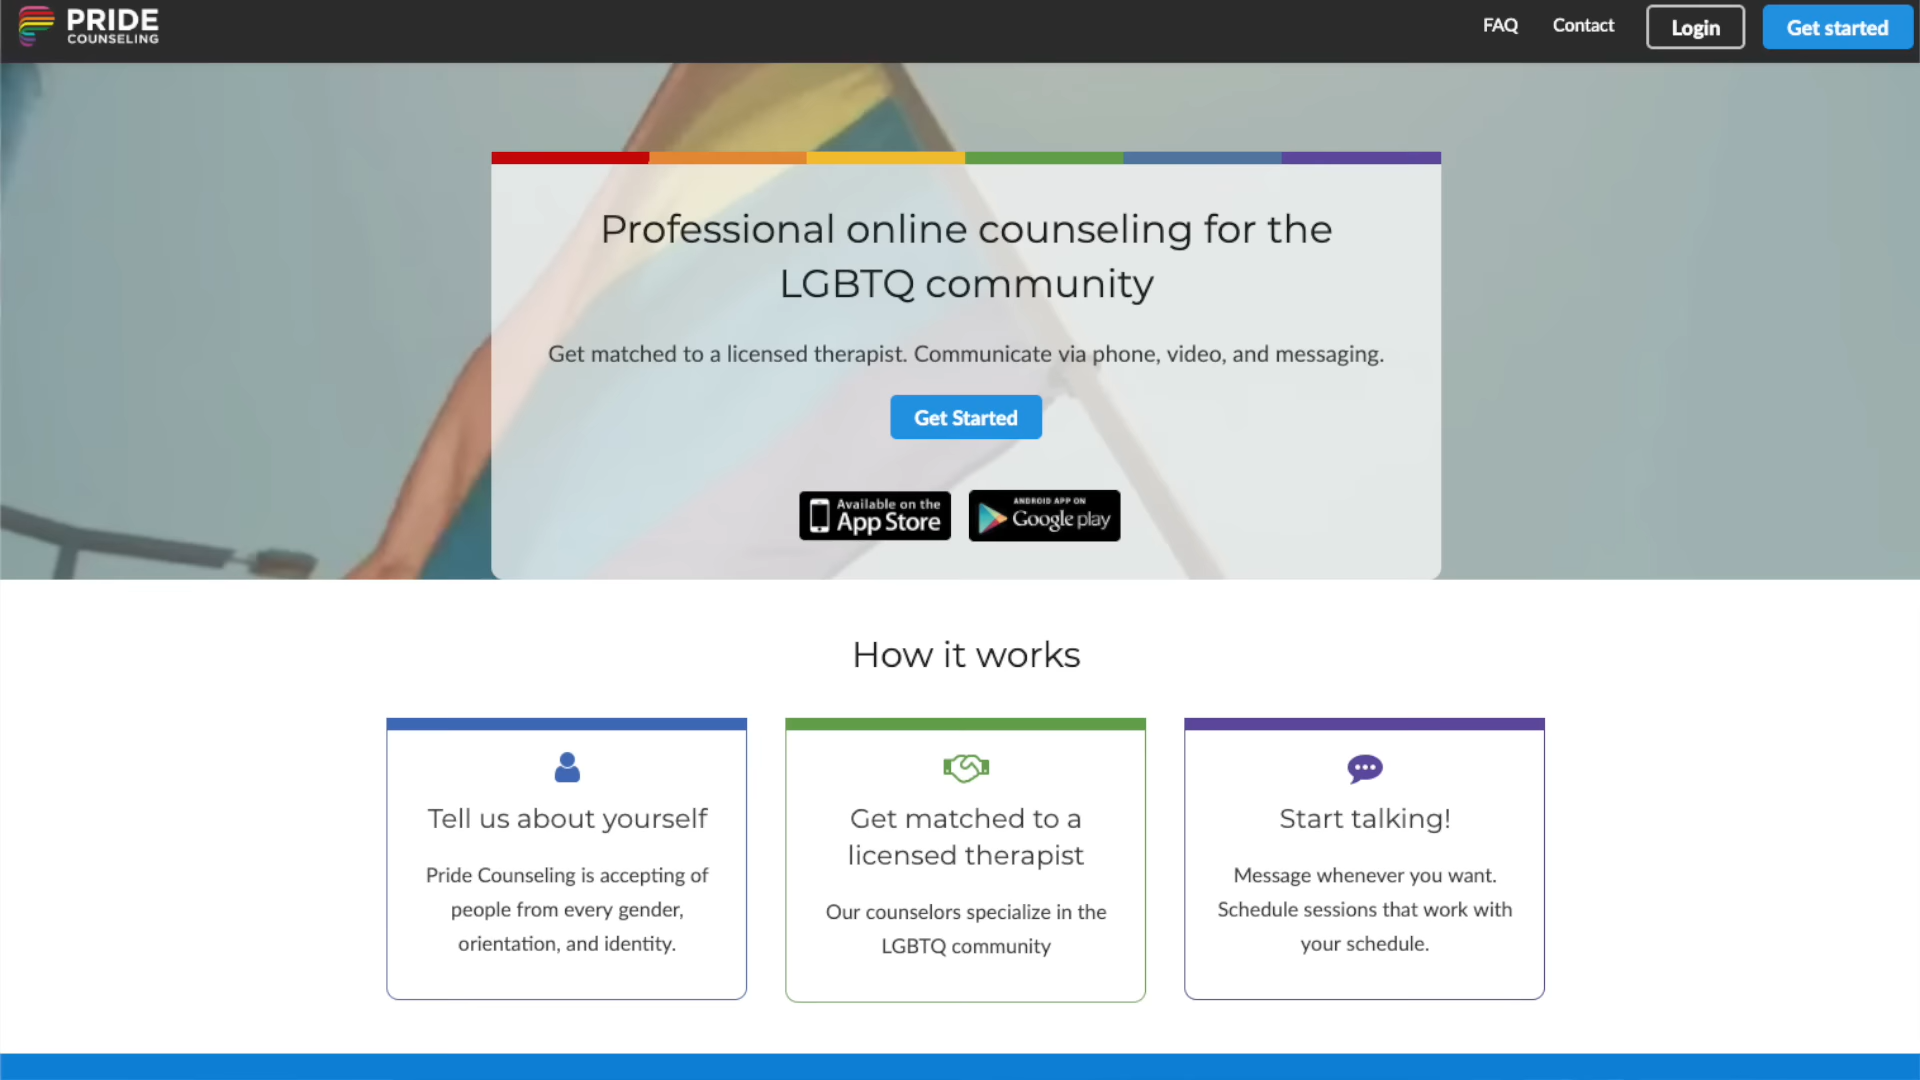 PRIDE
COUNSELING
FAQ
Contact
Login
Get started
Professional online counseling for the
LGBTQ community
Get matched to a licensed therapist. Communicate via phone, video, and messaging.
Get Started
Available on the
App Store
ANDROID APP ON
Google play
How it works
Tell us about yourself
Pride Counseling is accepting of
people from every gender,
orientation, and identity.
Get matched to a
licensed therapist
Our counselors specialize in the
LGBTQ community
Start talking!
Message whenever you want.
Schedule sessions that work with
your schedule.